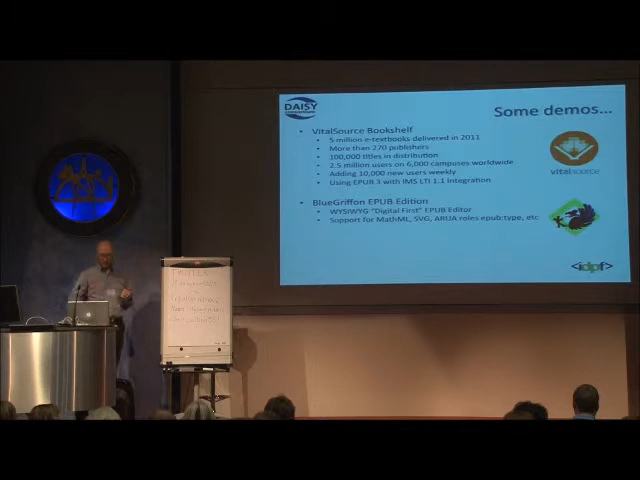 DAISY
Some demos...
• VitalSource Bookshelf
• 5 million e-textbooks delivered in 2011
• More than 270 publishers
• 100,000 titles in distribution
• 2.5 million users on 6,000 campuses worldwide
• Adding 10,000 new users weekly
• Using EPUB 3 with IMS LTI 1.1 Integration
vitalsource
• BlueGriffon EPUB Edition
• WYSIWYG "Digital First" EPUB Editor
• Support for MathML, SVG, ARIA roles epub:type, etc
<idpf>
TWITTER